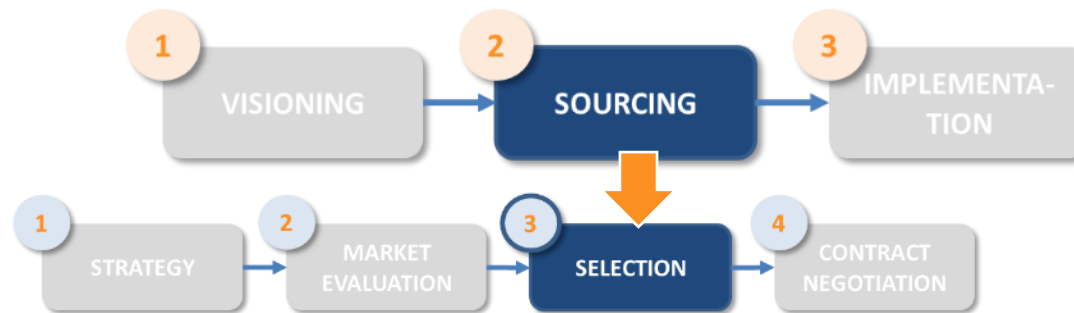 1
VISIONING
2
SOURCING
3
IMPLEMENTA-
TION
1
STRATEGY
2
MARKET
EVALUATION
3
SELECTION
4
CONTRACT
NEGOTIATION